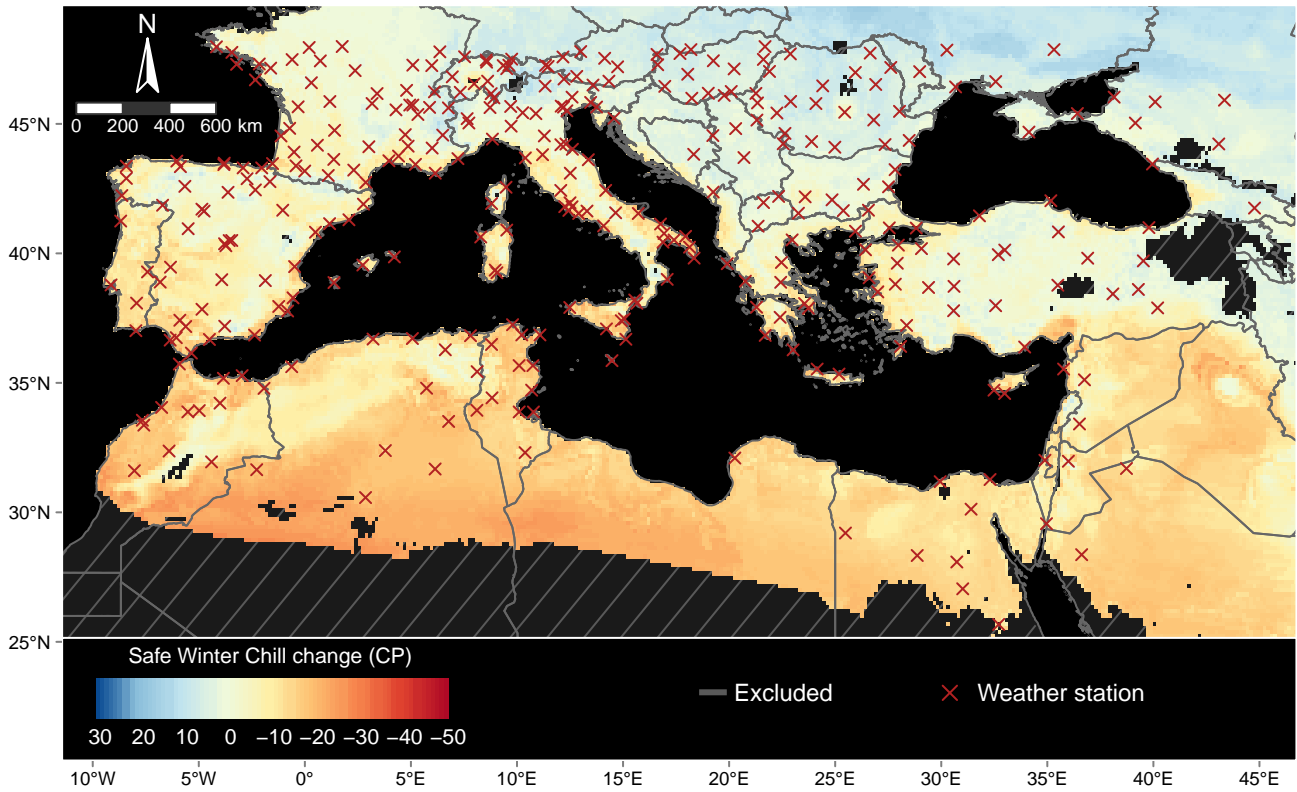 N
0 200 400 600 km
45°N
40°N
35°N
30°N
25°N
Safe Winter Chill change (CP)
30 20 10 0 −10 −20 −30 −40 −50
Excluded
Weather station
10°W 5°W 0° 5°E 10°E 15°E 20°E 25°E 30°E 35°E 40°E 45°E